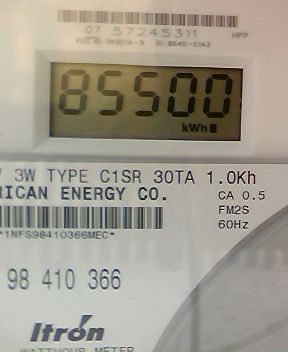 07 57245311 HPP
85500
kWh
3W TYPE C1SR 30TA 1.0Kh
RICAN ENERGY CO.
CA 0.5
FM2S
60Hz
*1NFS98410366MEC*
98 410 366
Itron
WATTHOUR METER